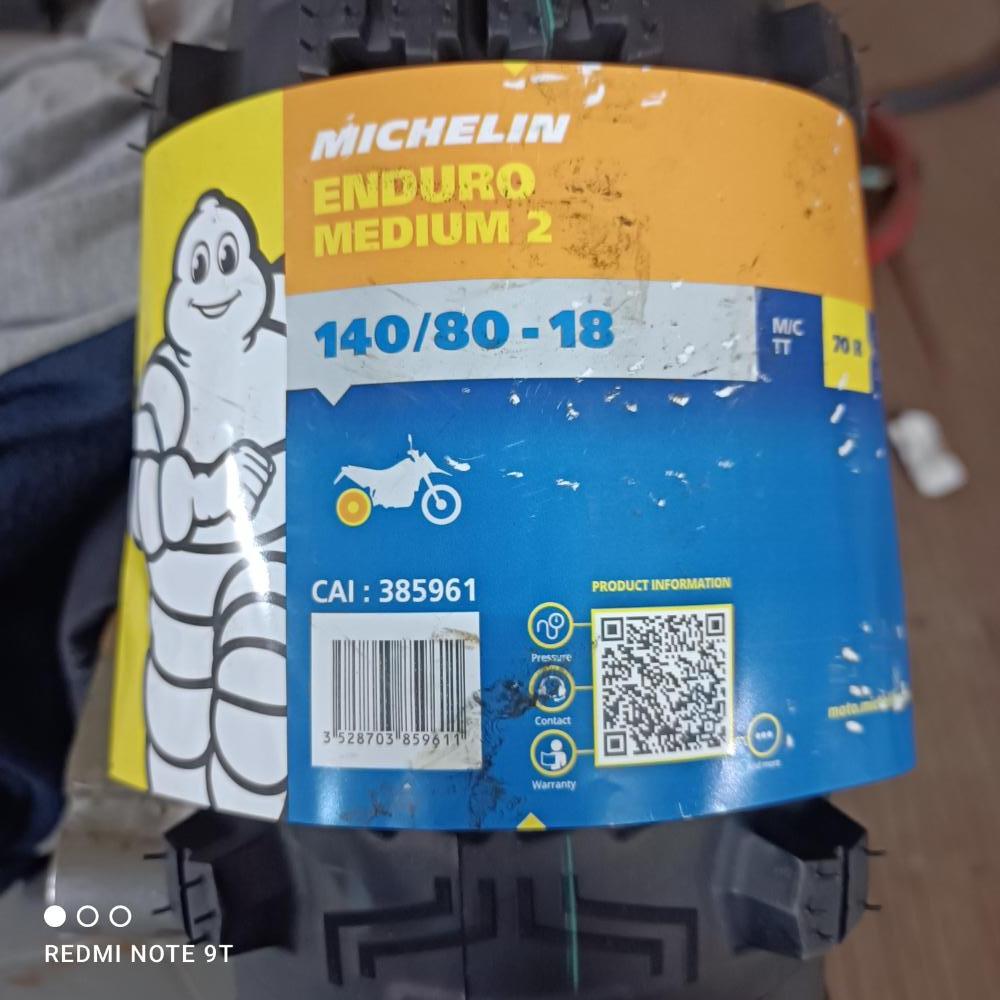 MICHELIN
ENDURO
MEDIUM 2
140/80 - 18
M/C
TT
70 R
CAI : 385961
PRODUCT INFORMATION
Pressure
Contact
Warranty
3 528703 859611
REDMI NOTE 9T